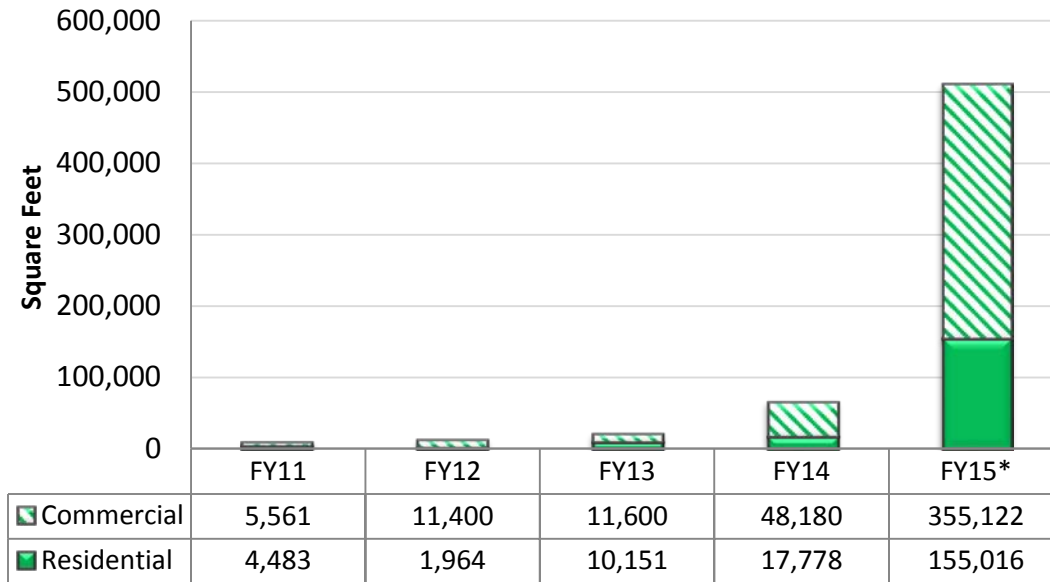 600,000
500,000
400,000
300,000
200,000
100,000
0
Square Feet
FY11 FY12 FY13 FY14 FY15*
Commercial 5,561 11,400 11,600 48,180 355,122
Residential 4,483 1,964 10,151 17,778 155,016